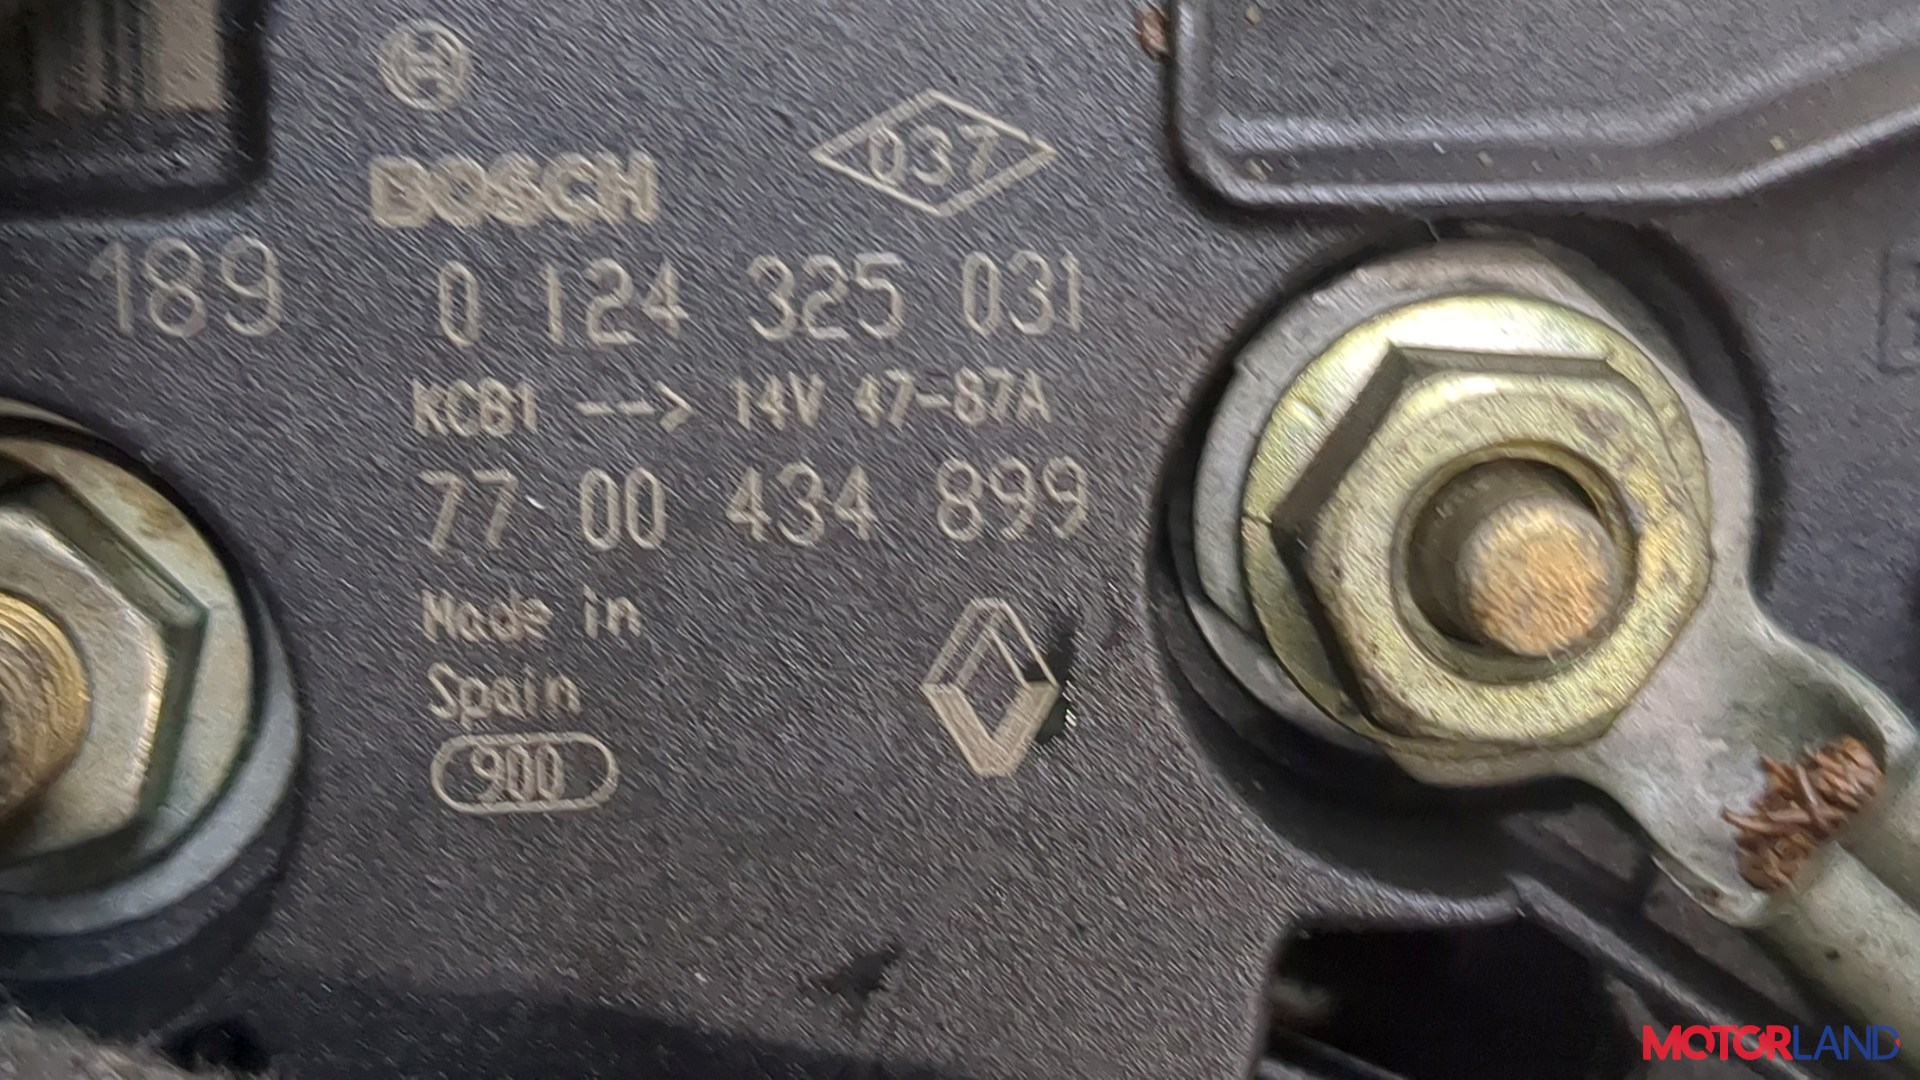 BOSCH
037
189
0 124 325 031
KCB1 --> 14V 47-87A
77 00 434 899
Made in
Spain
900
MOTORLAND